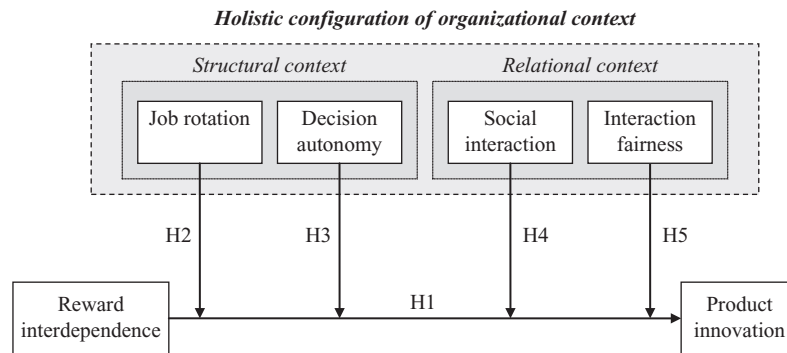 Holistic configuration of organizational context
Structural context
Relational context
Job rotation
Decision
autonomy
Social
interaction
Interaction
fairness
H2
H3
H4
H5
H1
Reward
interdependence
Product
innovation